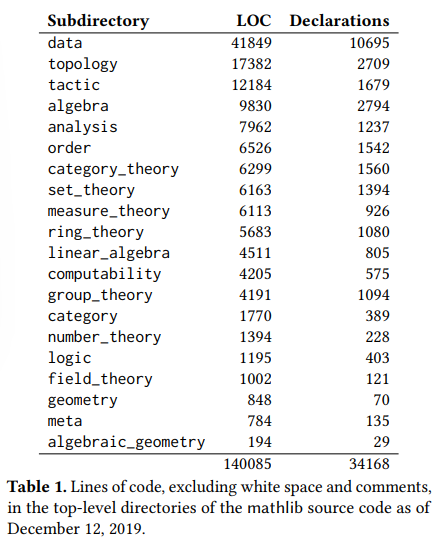 Subdirectory LOC Declarations
data 41849 10695
topology 17382 2709
tactic 12184 1679
algebra 9830 2794
analysis 7962 1237
order 6526 1542
category_theory 6299 1560
set_theory 6163 1394
measure_theory 6113 926
ring_theory 5683 1080
linear_algebra 4511 805
computability 4205 575
group_theory 4191 1094
category 1770 389
number_theory 1394 228
logic 1195 403
field_theory 1002 121
geometry 848 70
meta 784 135
algebraic_geometry 194 29
140085 34168
Table 1. Lines of code, excluding white space and comments,
in the top-level directories of the mathlib source code as of
December 12, 2019.